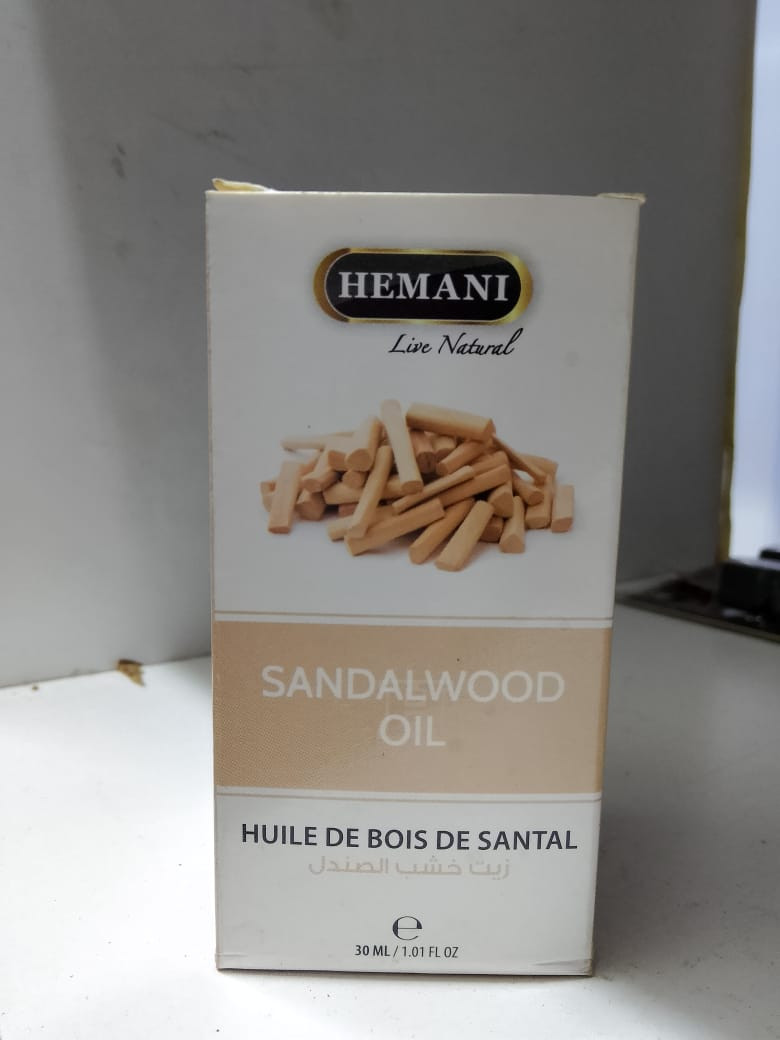 HEMANI
Live Natural
SANDALWOOD
OIL
HUILE DE BOIS DE SANTAL
زيت خشب الصندل
e
30 ML / 1.01 FL OZ